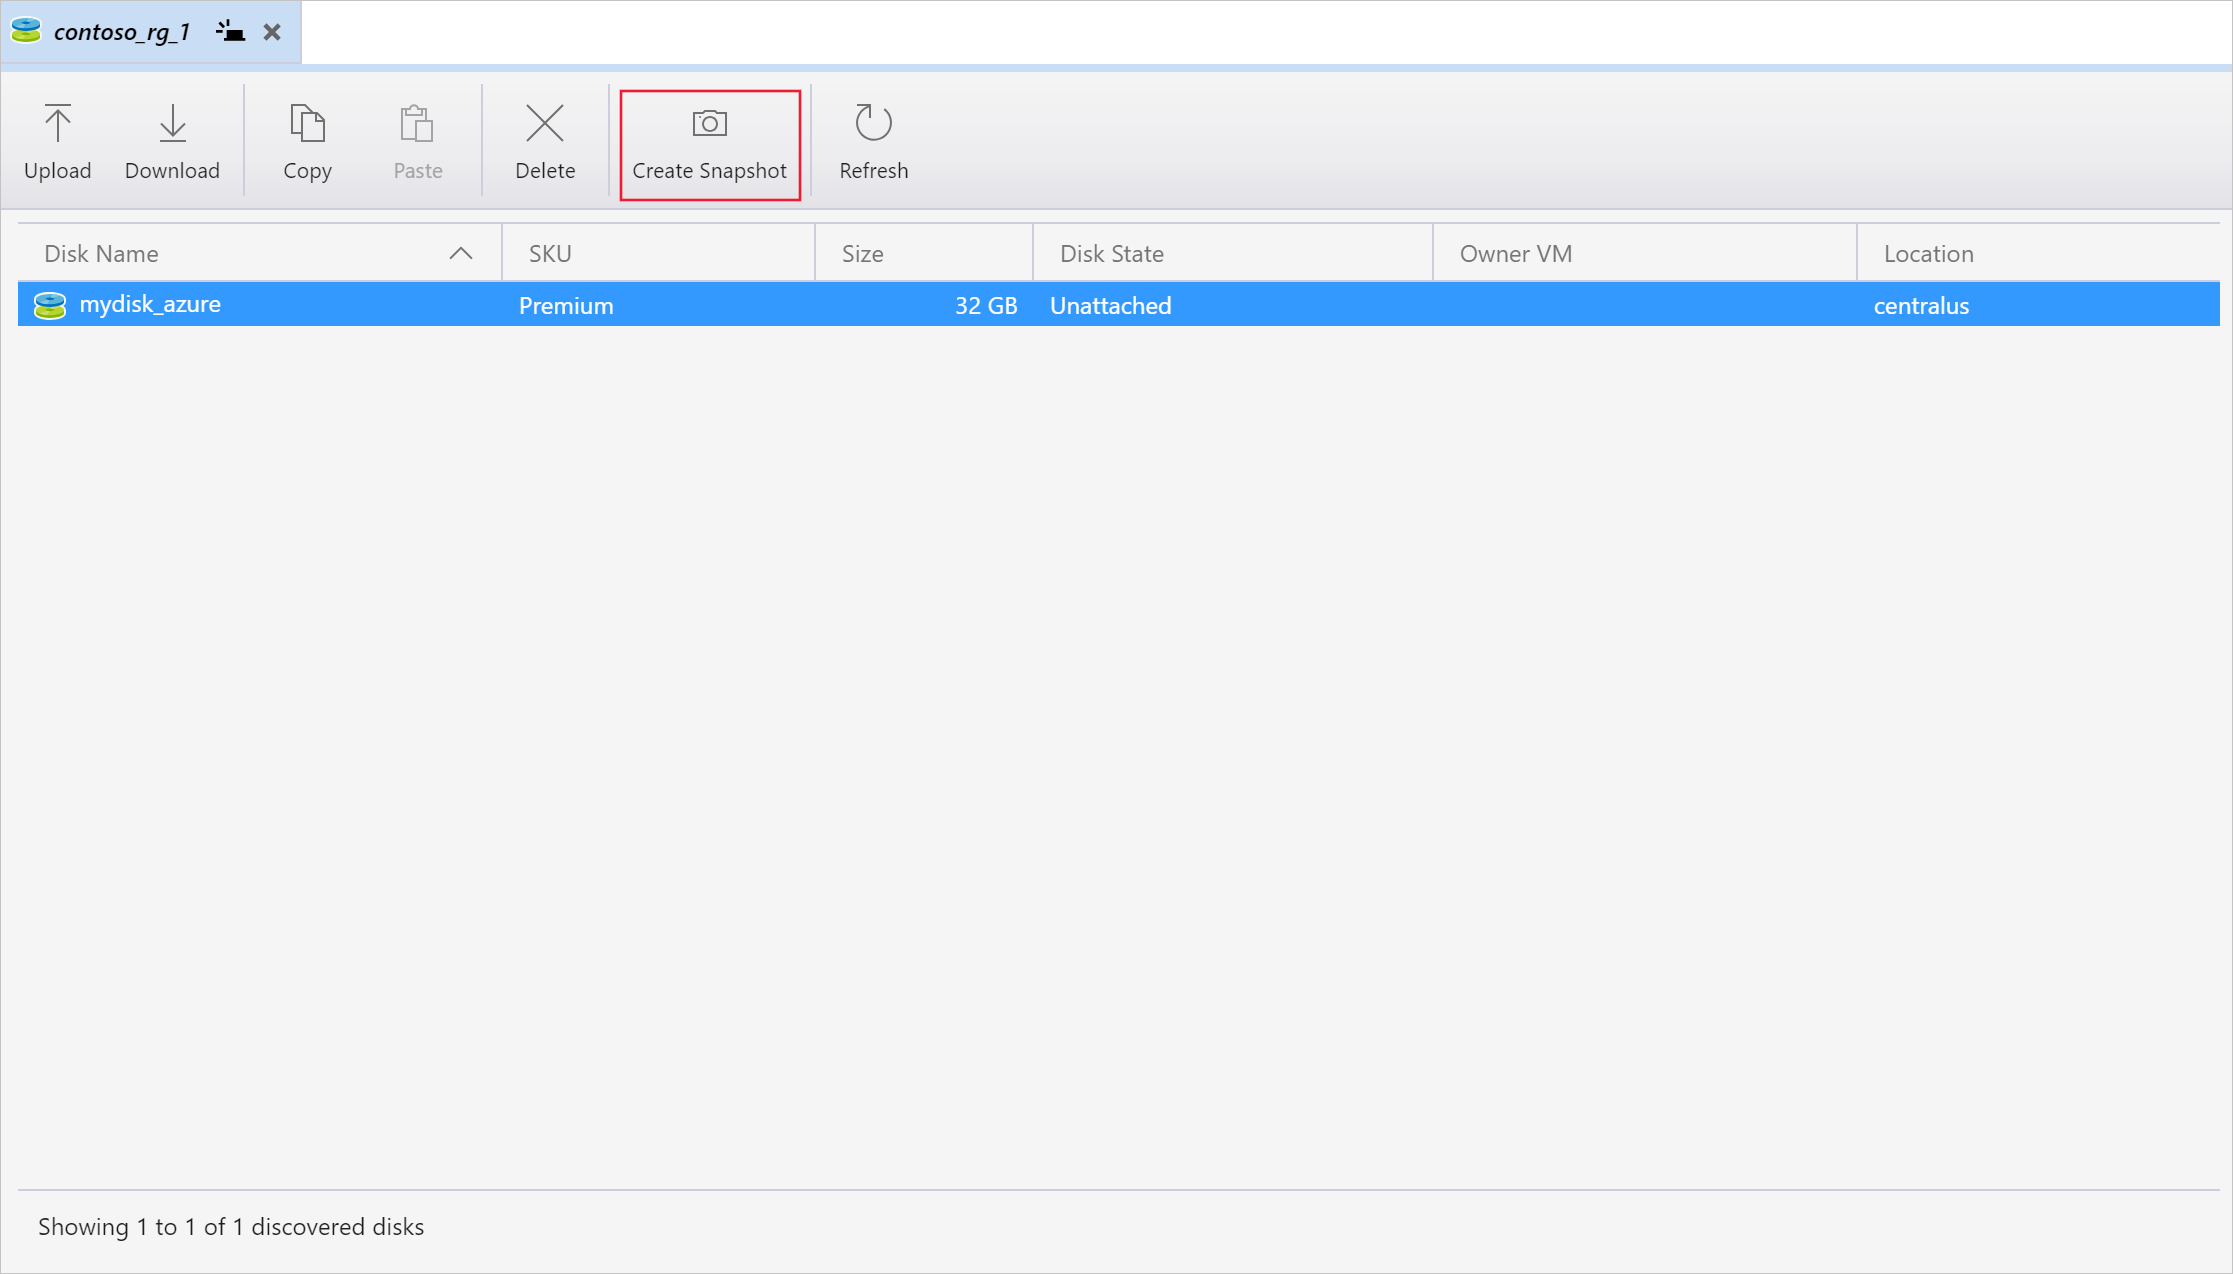 contoso_rg_1
Upload Download Copy Paste Delete Create Snapshot Refresh
Disk Name SKU Size Disk State Owner VM Location
mydisk_azure Premium 32 GB Unattached centralus
Showing 1 to 1 of 1 discovered disks